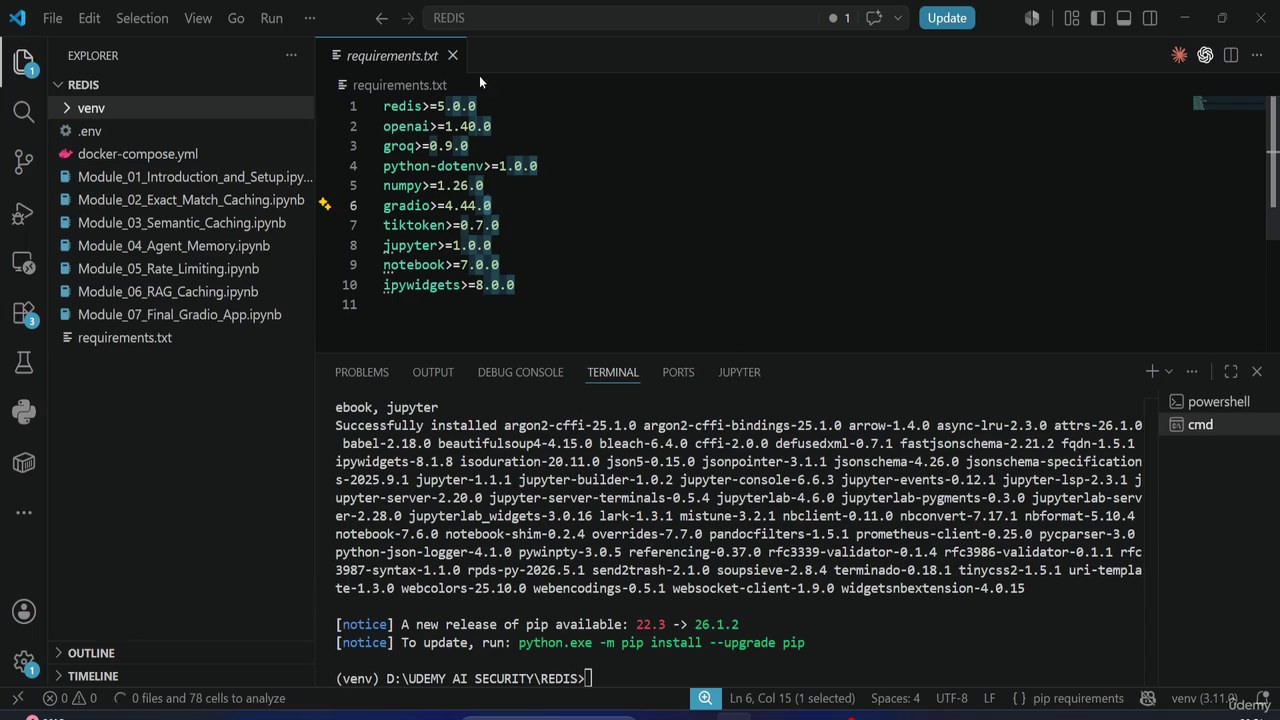 File Edit Selection View Go Run ··· REDIS 1 Update
EXPLORER ···
REDIS
venv
.env
docker-compose.yml
Module_01_Introduction_and_Setup.ipy...
Module_02_Exact_Match_Caching.ipynb
Module_03_Semantic_Caching.ipynb
Module_04_Agent_Memory.ipynb
Module_05_Rate_Limiting.ipynb
Module_06_RAG_Caching.ipynb
Module_07_Final_Gradio_App.ipynb
requirements.txt
OUTLINE
TIMELINE
1
3
1
requirements.txt
requirements.txt
1 redis>=5.0.0
2 openai>=1.40.0
3 groq>=0.9.0
4 python-dotenv>=1.0.0
5 numpy>=1.26.0
6 gradio>=4.44.0
7 tiktoken>=0.7.0
8 jupyter>=1.0.0
9 notebook>=7.0.0
10 ipywidgets>=8.0.0
11
PROBLEMS OUTPUT DEBUG CONSOLE TERMINAL PORTS JUPYTER
powershell
cmd
ebook, jupyter
Successfully installed argon2-cffi-25.1.0 argon2-cffi-bindings-25.1.0 arrow-1.4.0 async-lru-2.3.0 attrs-26.1.0
babel-2.18.0 beautifulsoup4-4.15.0 bleach-6.4.0 cffi-2.0.0 defusedxml-0.7.1 fastjsonschema-2.21.2 fqdn-1.5.1
ipywidgets-8.1.8 isoduration-20.11.0 json5-0.15.0 jsonpointer-3.1.1 jsonschema-4.26.0 jsonschema-specification
s-2025.9.1 jupyter-1.1.1 jupyter-builder-1.0.2 jupyter-console-6.6.3 jupyter-events-0.12.1 jupyter-lsp-2.3.1 j
upyter-server-2.20.0 jupyter-server-terminals-0.5.4 jupyterlab-4.6.0 jupyterlab-pygments-0.3.0 jupyterlab-serv
er-2.28.0 jupyterlab_widgets-3.0.16 lark-1.3.1 mistune-3.2.1 nbclient-0.11.0 nbconvert-7.17.1 nbformat-5.10.4
notebook-7.6.0 notebook-shim-0.2.4 overrides-7.7.0 pandocfilters-1.5.1 prometheus-client-0.25.0 pycparser-3.0
python-json-logger-4.1.0 pywinpty-3.0.5 referencing-0.37.0 rfc3339-validator-0.1.4 rfc3986-validator-0.1.1 rfc
3987-syntax-1.1.0 rpds-py-2026.5.1 send2trash-2.1.0 soupsieve-2.8.4 terminado-0.18.1 tinycss2-1.5.1 uri-templa
te-1.3.0 webcolors-25.10.0 webencodings-0.5.1 websocket-client-1.9.0 widgetsnbextension-4.0.15
[notice] A new release of pip available: 22.3 -> 26.1.2
[notice] To update, run: python.exe -m pip install --upgrade pip
(venv) D:\UDEMY AI SECURITY\REDIS>
0 0 0 files and 78 cells to analyze Ln 6, Col 15 (1 selected) Spaces: 4 UTF-8 LF {} pip requirements venv (3.11.
Udemy